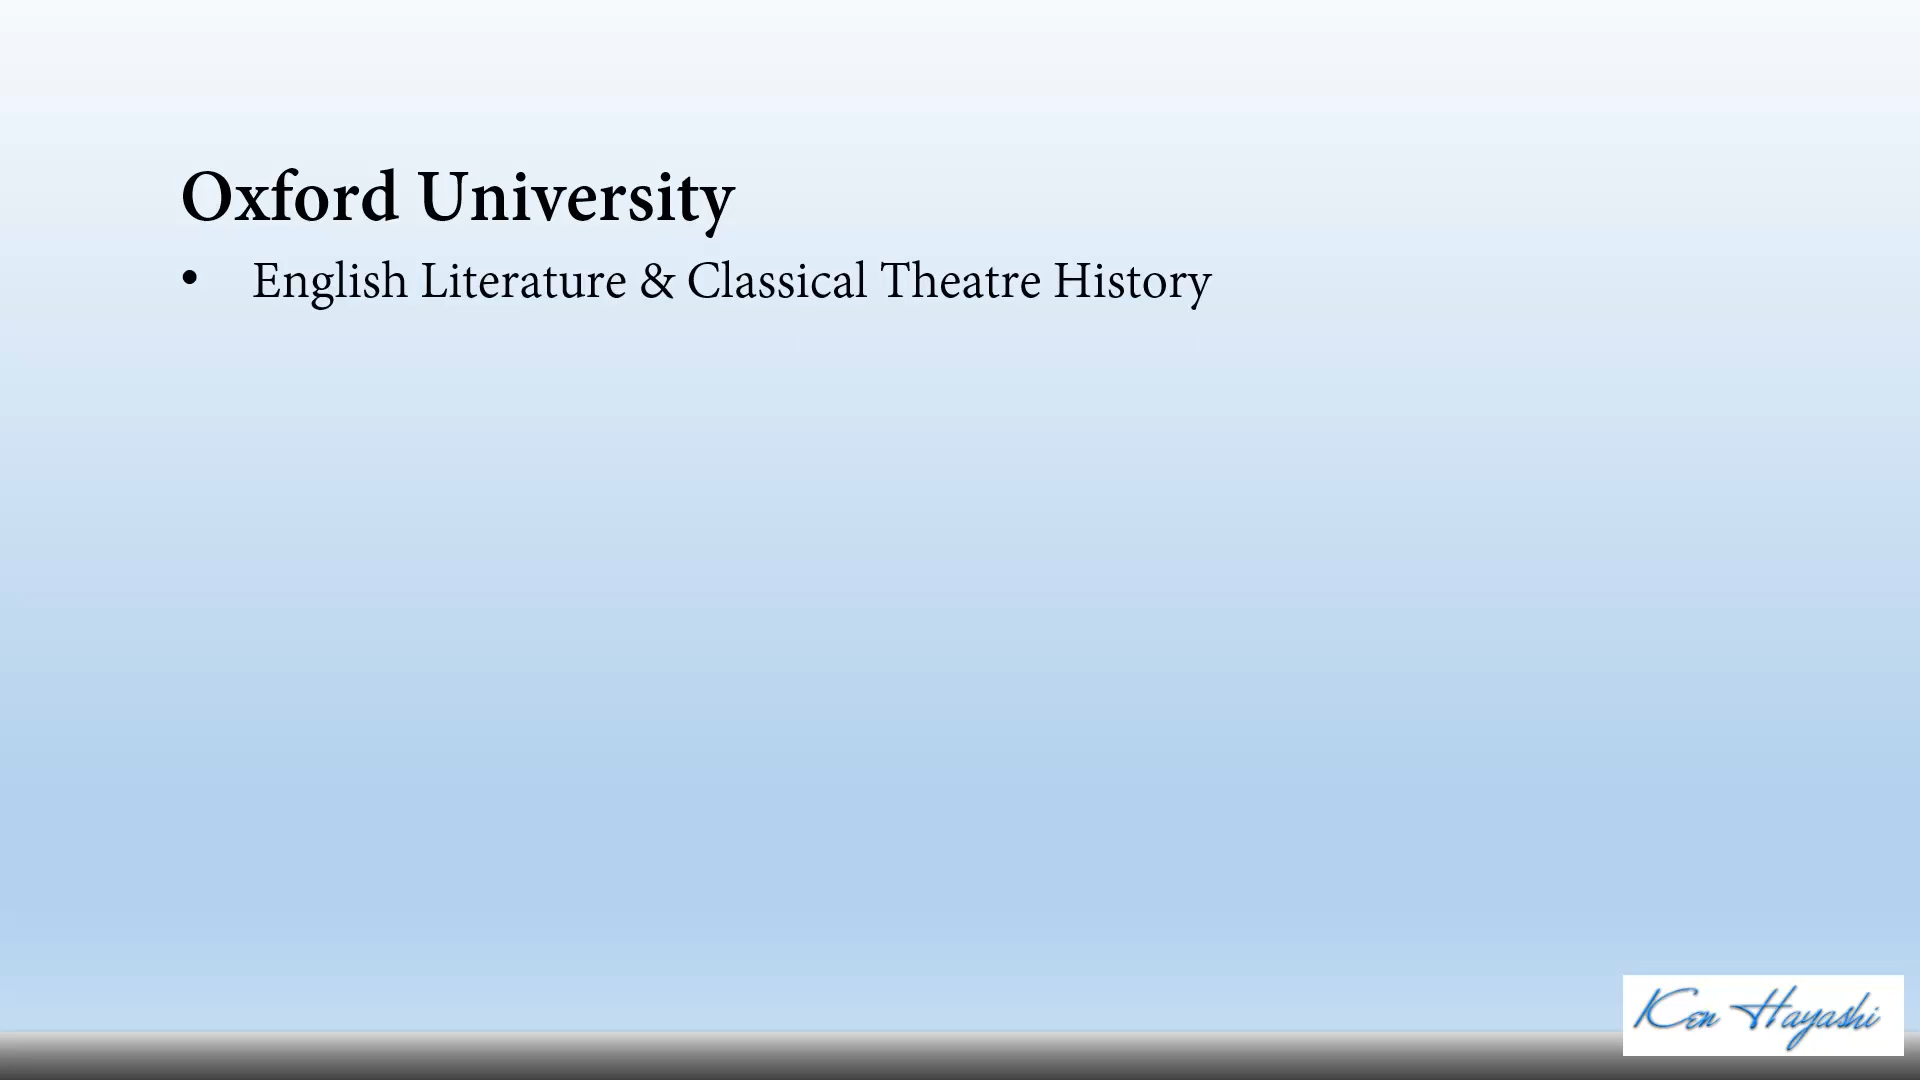 Oxford University
• English Literature & Classical Theatre History
Ken Hayashi